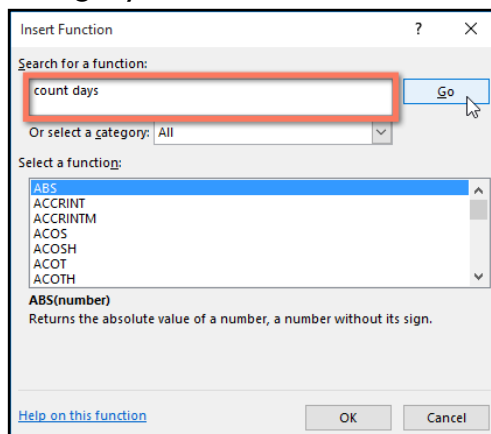 Insert Function ? ×
Search for a function:
count days
Go
Or select a category: All
Select a function:
ABS
ACCRINT
ACCRINTM
ACOS
ACOSH
ACOT
ACOTH
ABS(number)
Returns the absolute value of a number, a number without its sign.
Help on this function
OK Cancel